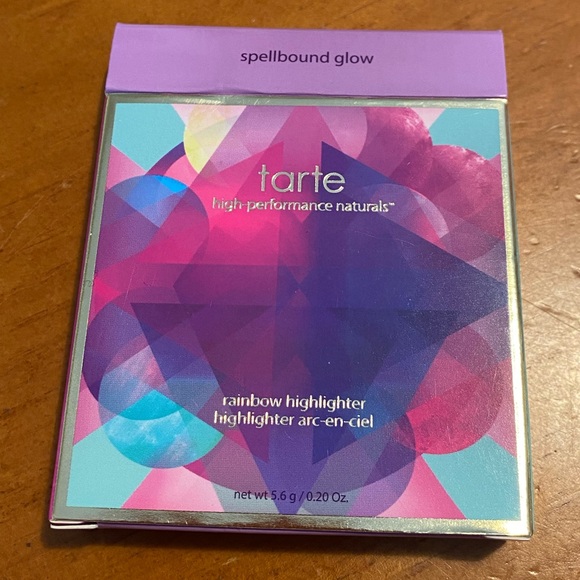 spellbound glow
tarte
high-performance naturals™
rainbow highlighter
highlighter arc-en-ciel
net wt 5.6 g / 0.20 Oz.